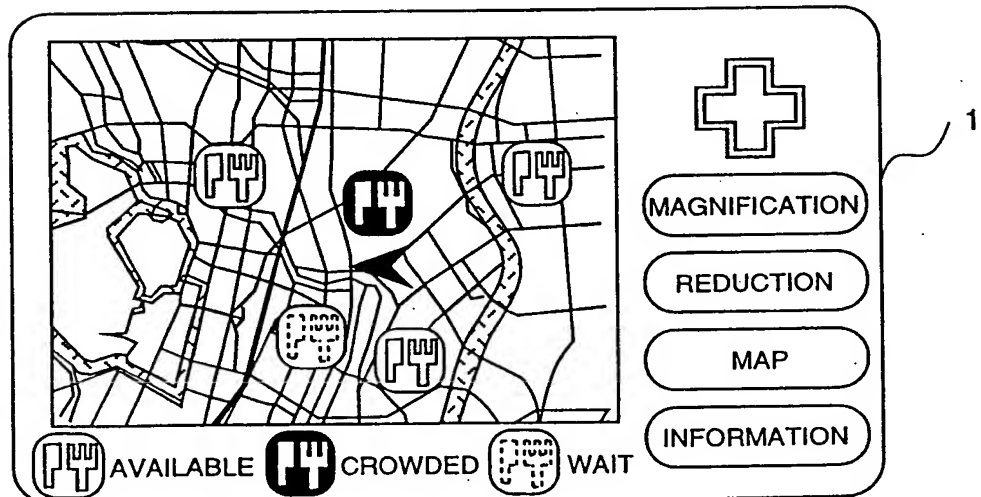 1
MAGNIFICATION
REDUCTION
MAP
INFORMATION
AVAILABLE CROWDED WAIT